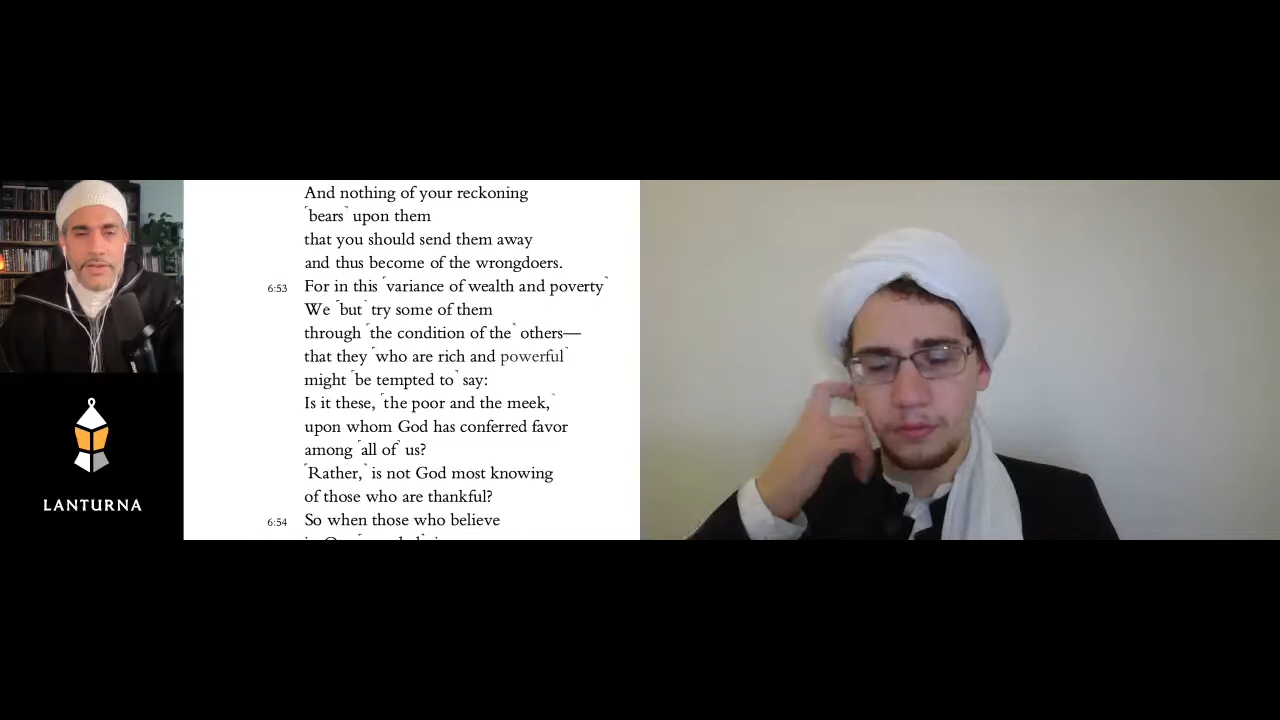 And nothing of your reckoning
⸢bears⸣ upon them
that you should send them away
and thus become of the wrongdoers.
6:53 For in this ⸢variance of wealth and poverty⸣
We ⸢but⸣ try some of them
through ⸢the condition of the⸣ others—
that they ⸢who are rich and powerful⸣
might ⸢be tempted to⸣ say:
Is it these, ⸢the poor and the meek,⸣
upon whom God has conferred favor
among ⸢all of⸣ us?
⸢Rather,⸣ is not God most knowing
of those who are thankful?
6:54 So when those who believe
LANTURNA